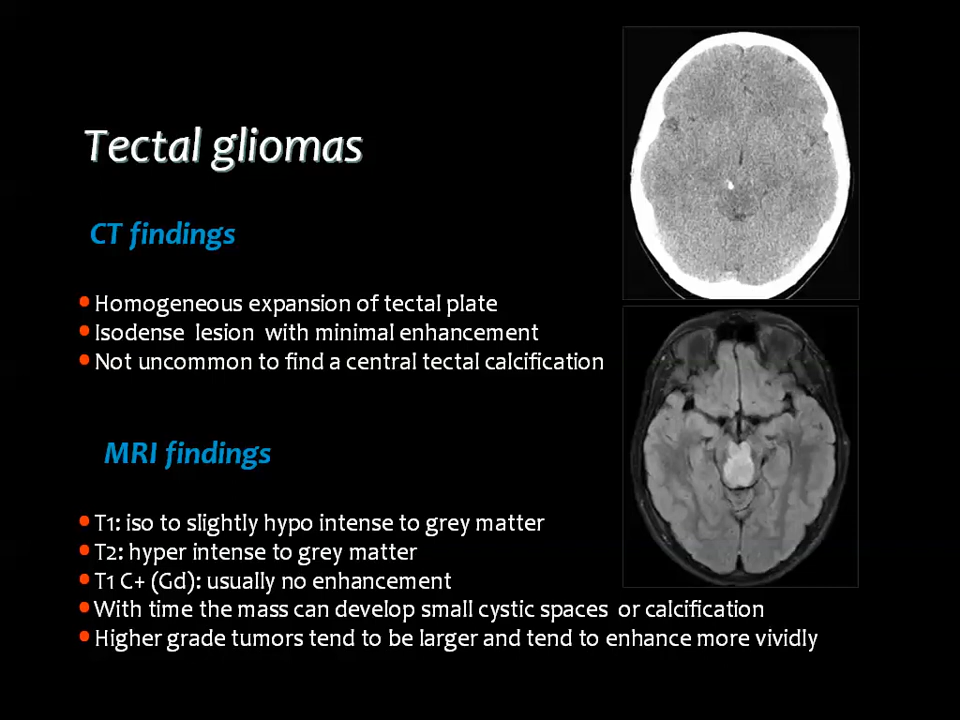 Tectal gliomas
CT findings
• Homogeneous expansion of tectal plate
• Isodense lesion with minimal enhancement
• Not uncommon to find a central tectal calcification
MRI findings
• T1: iso to slightly hypo intense to grey matter
• T2: hyper intense to grey matter
• T1 C+ (Gd): usually no enhancement
• With time the mass can develop small cystic spaces or calcification
• Higher grade tumors tend to be larger and tend to enhance more vividly